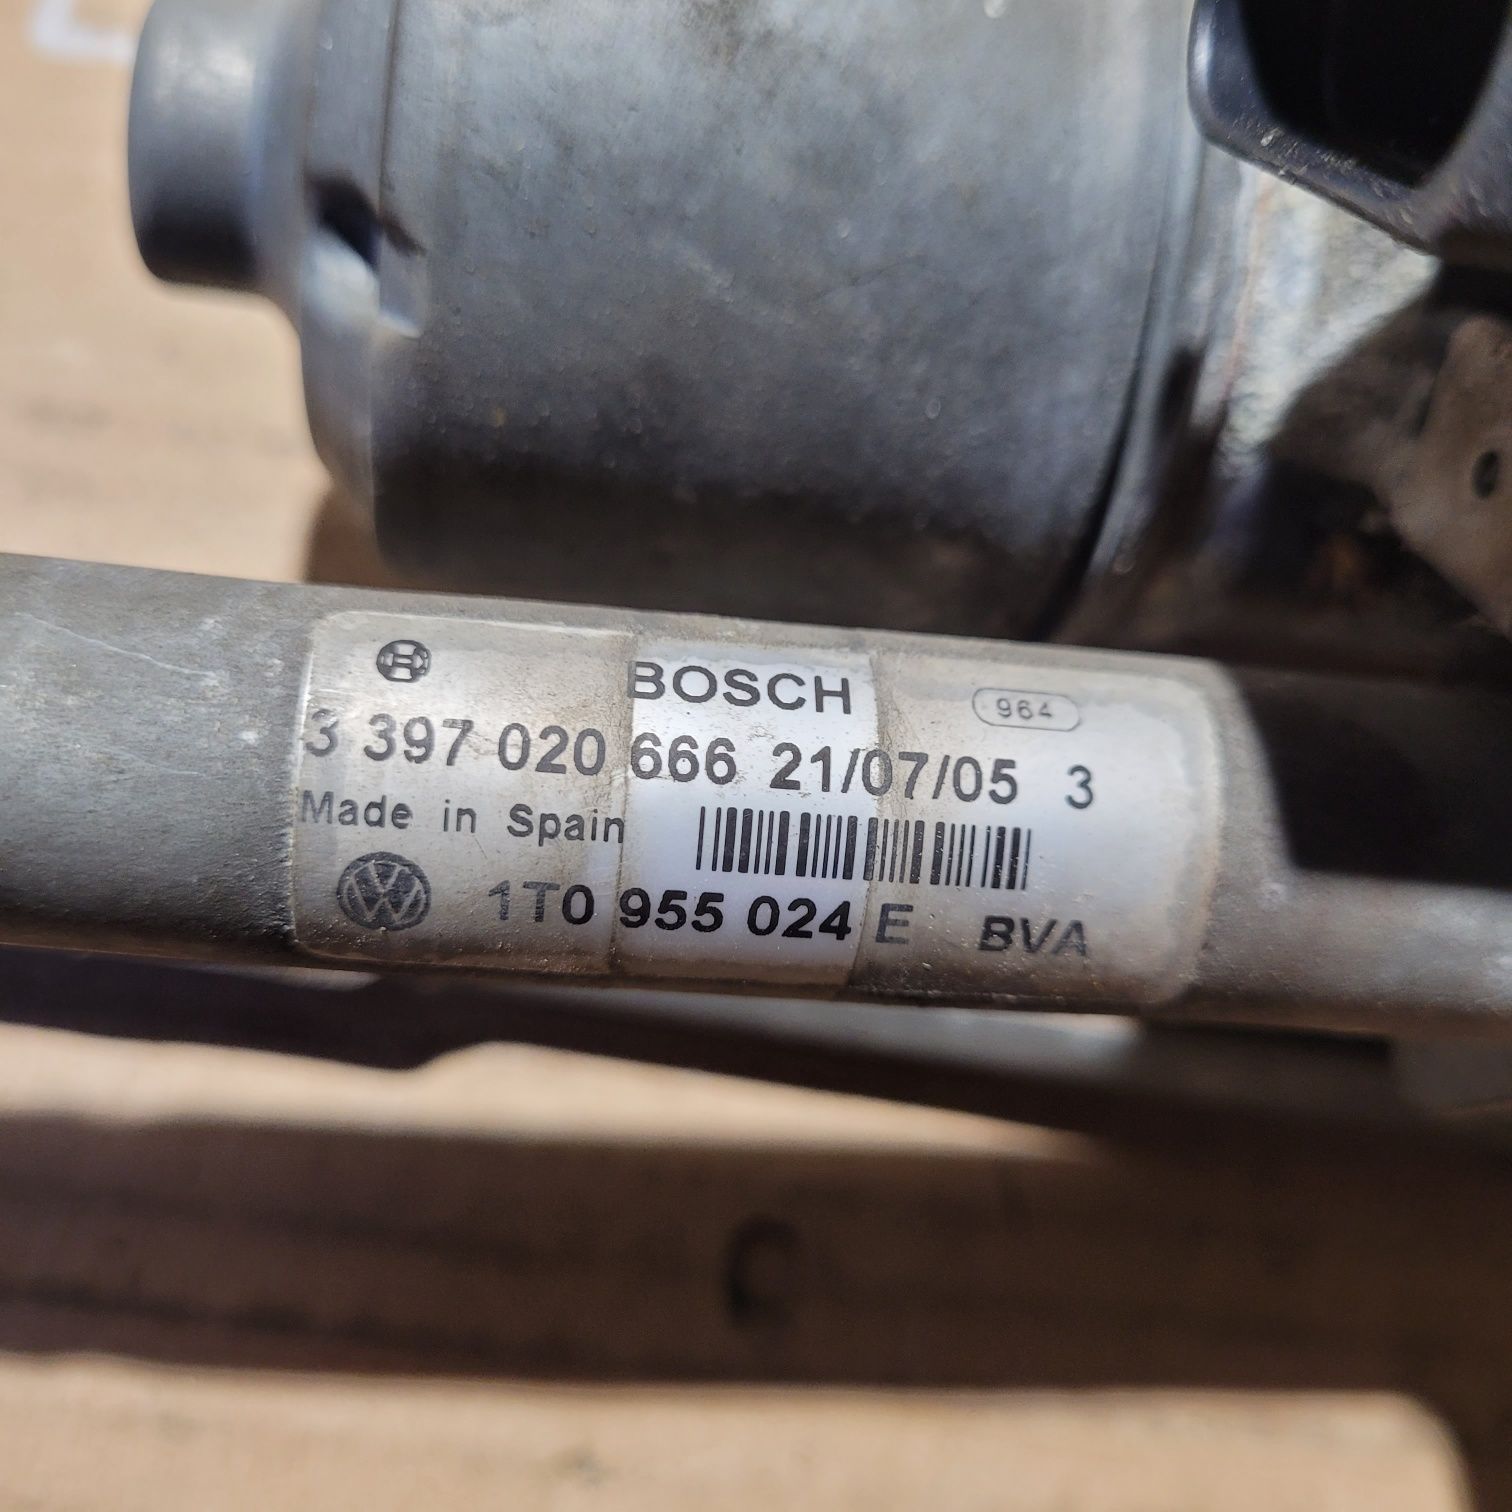 BOSCH 964
3 397 020 666 21/07/05 3
Made in Spain
1T0 955 024 E BVA